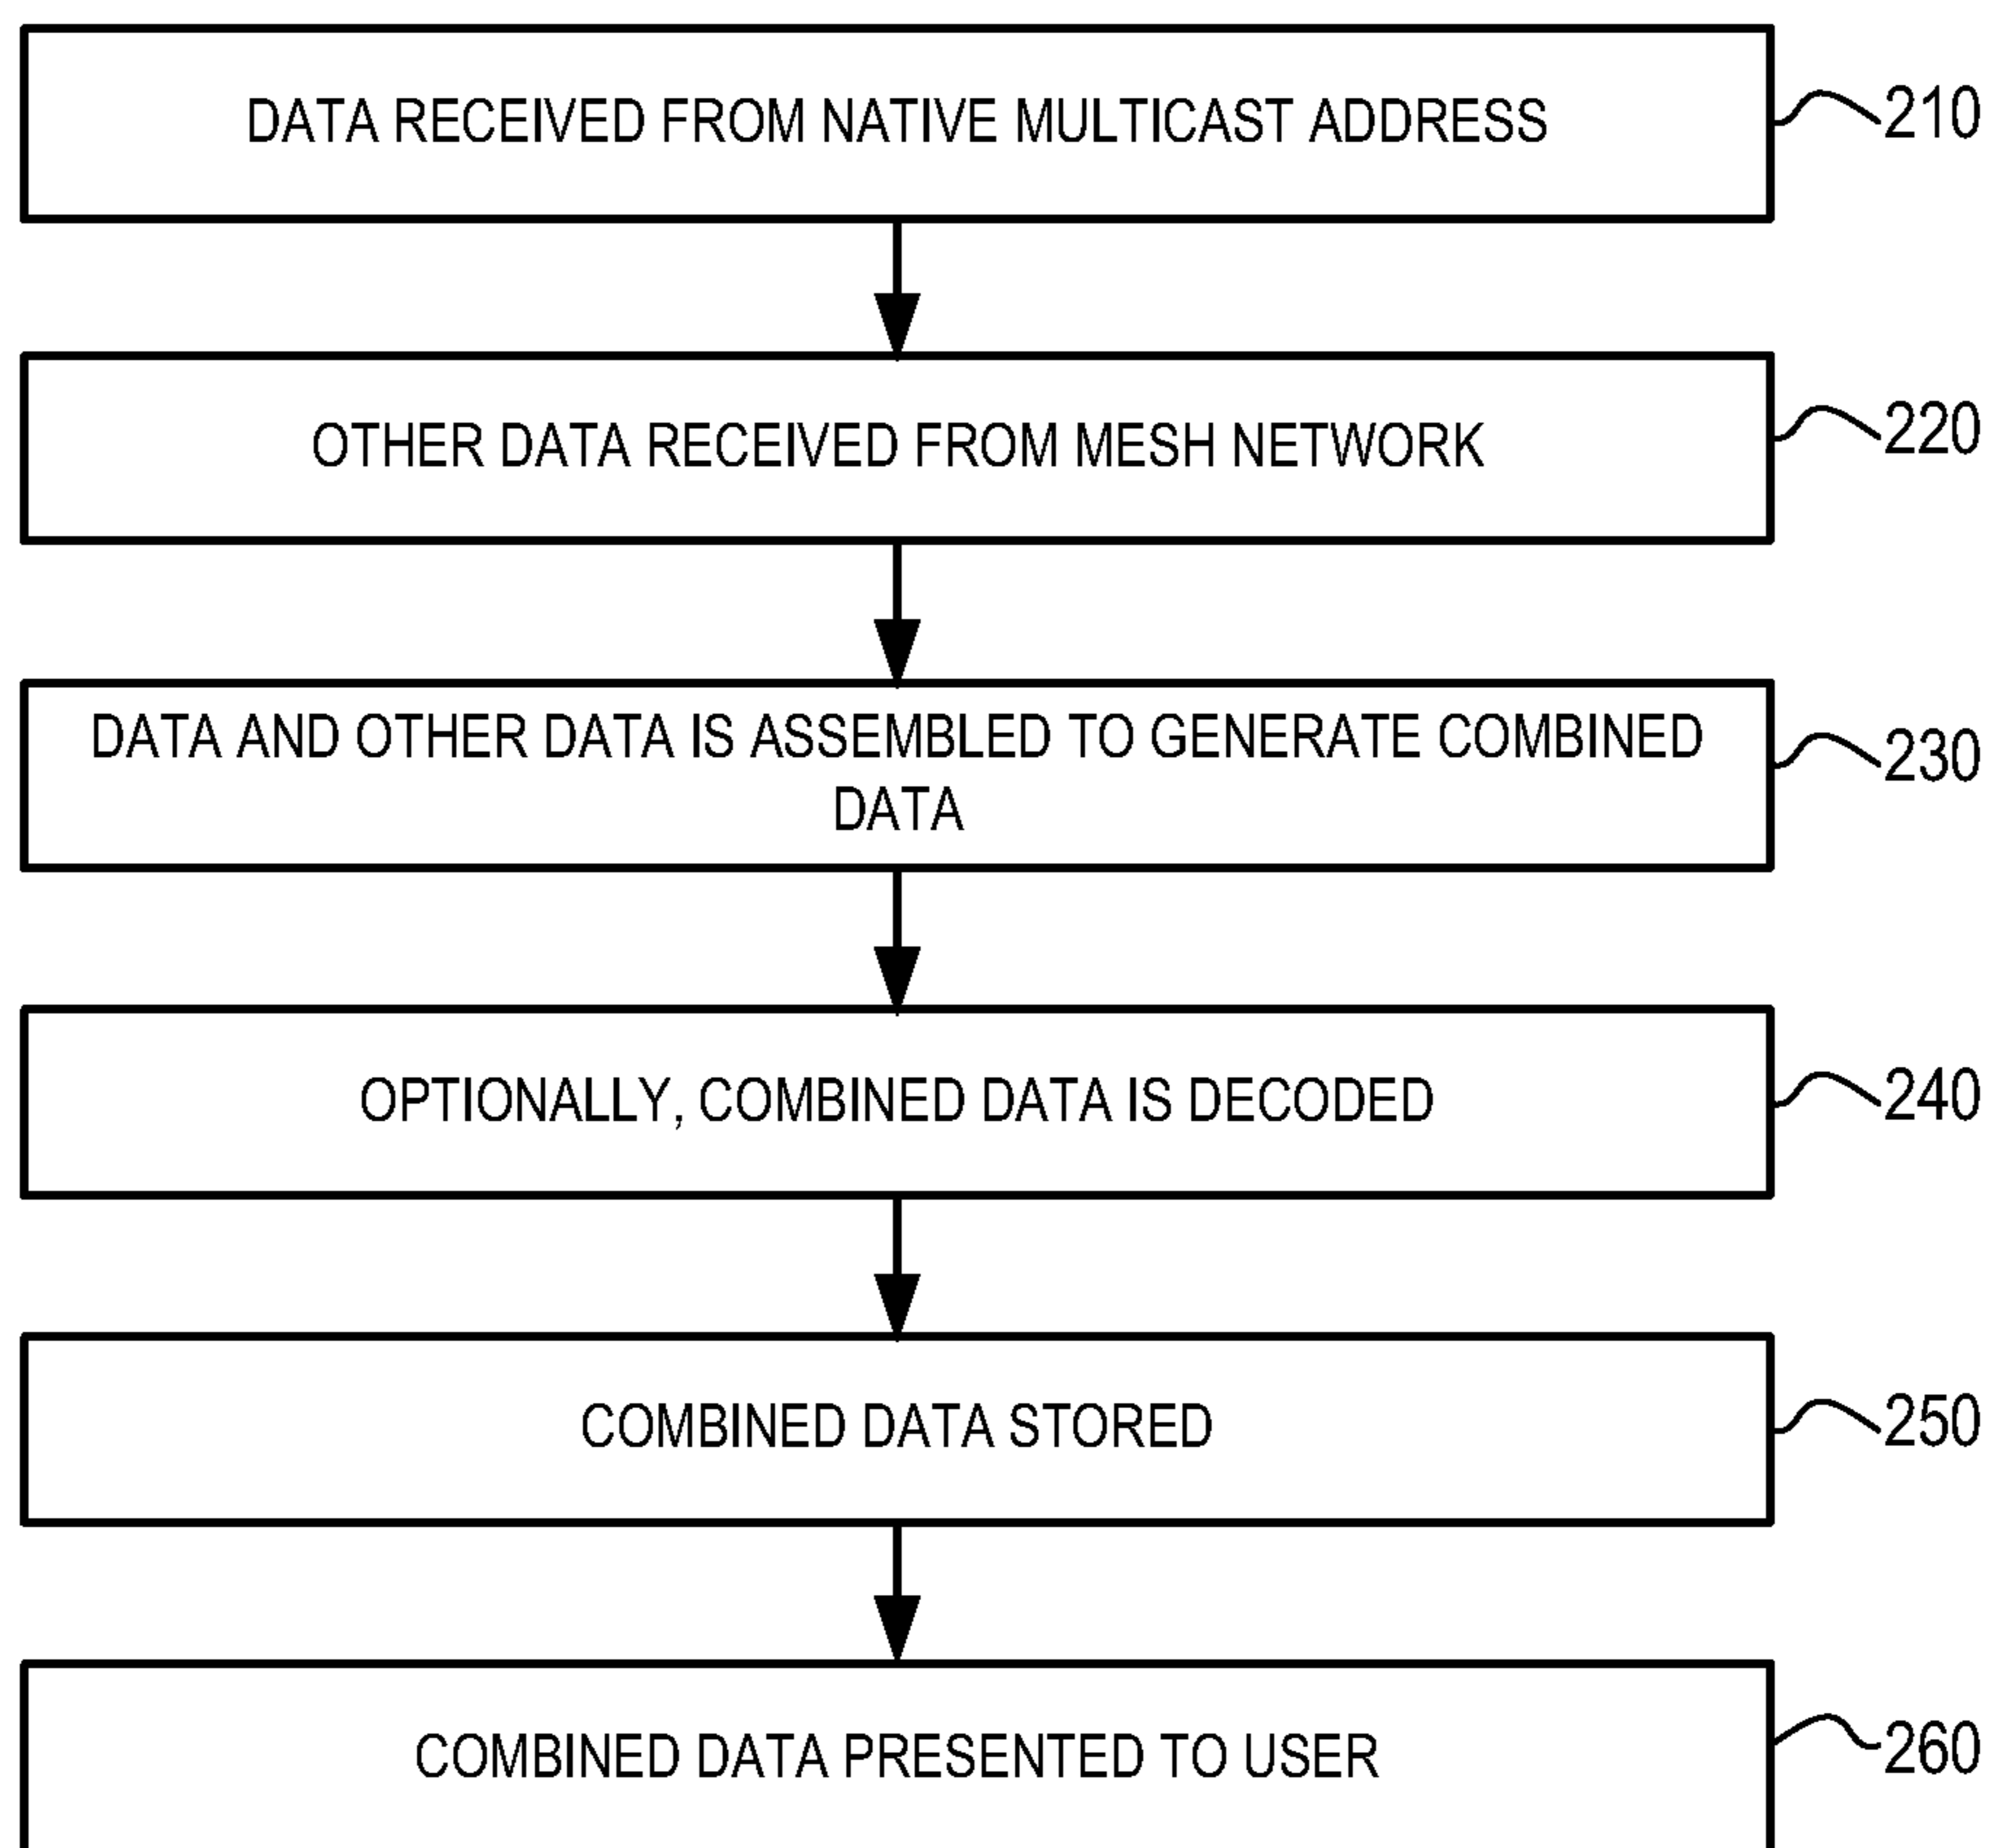 DATA RECEIVED FROM NATIVE MULTICAST ADDRESS
210
OTHER DATA RECEIVED FROM MESH NETWORK
220
DATA AND OTHER DATA IS ASSEMBLED TO GENERATE COMBINED
DATA
230
OPTIONALLY, COMBINED DATA IS DECODED
240
COMBINED DATA STORED
250
COMBINED DATA PRESENTED TO USER
260